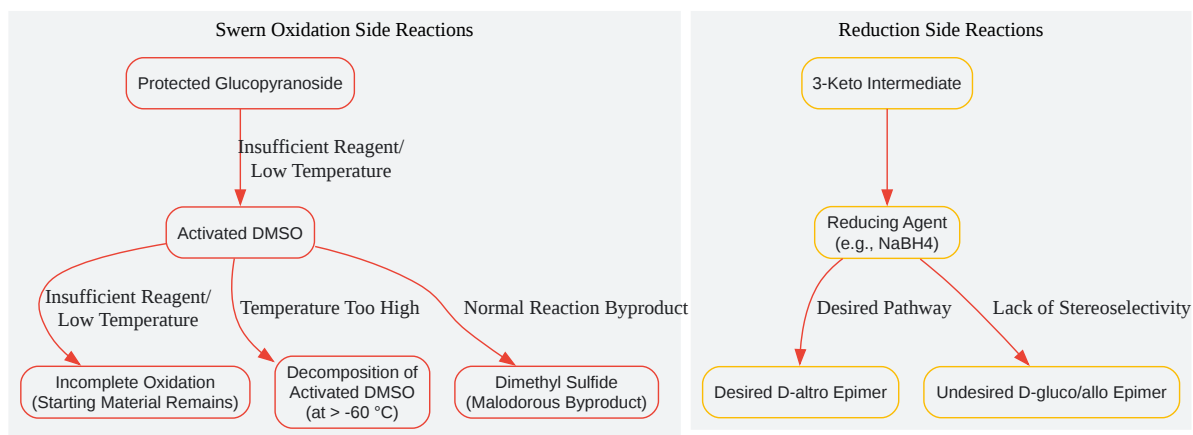 Swern Oxidation Side Reactions
Protected Glucopyranoside
Insufficient Reagent/
Low Temperature
Activated DMSO
Insufficient Reagent/
Low Temperature
Temperature Too High
Normal Reaction Byproduct
Incomplete Oxidation
(Starting Material Remains)
Decomposition of
Activated DMSO
(at > -60 °C)
Dimethyl Sulfide
(Malodorous Byproduct)
Reduction Side Reactions
3-Keto Intermediate
Reducing Agent
(e.g., NaBH4)
Desired Pathway
Lack of Stereoselectivity
Desired D-altro Epimer
Undesired D-gluco/allo Epimer